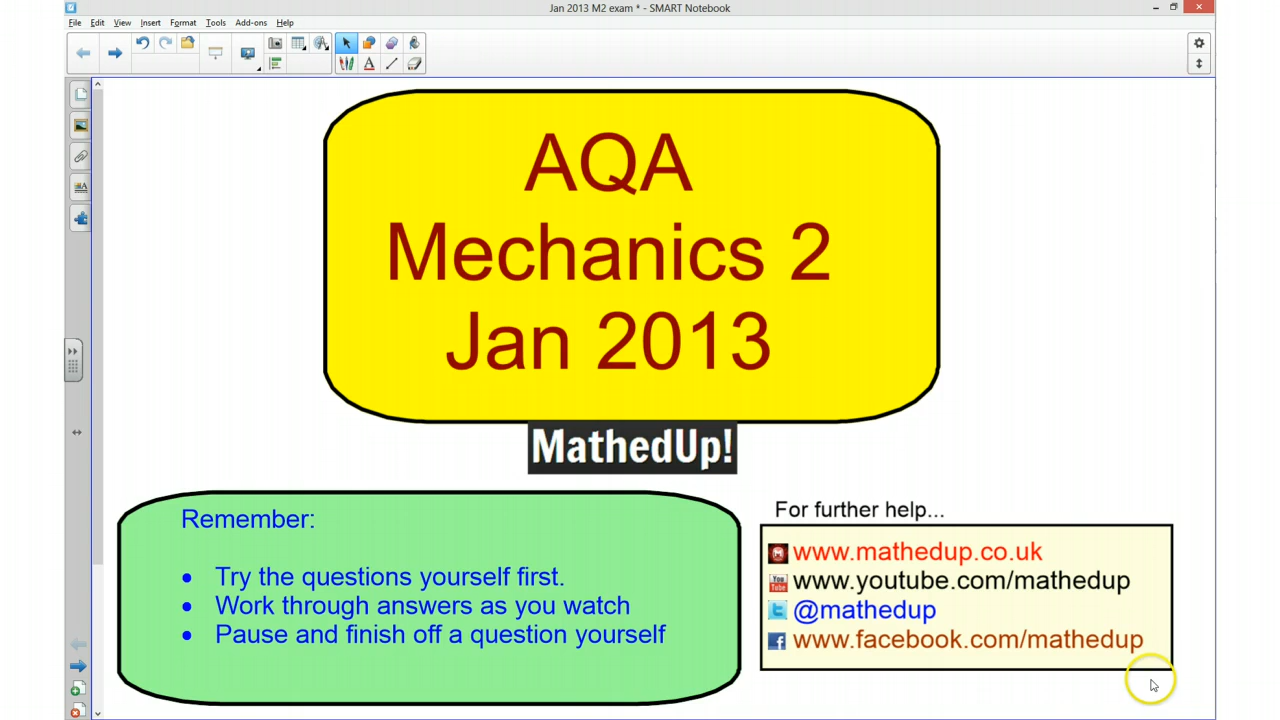 Jan 2013 M2 exam * - SMART Notebook
File Edit View Insert Format Tools Add-ons Help
AQA
Mechanics 2
Jan 2013
MathedUp!
Remember:
• Try the questions yourself first.
• Work through answers as you watch
• Pause and finish off a question yourself
For further help...
www.mathedup.co.uk
You Tube www.youtube.com/mathedup
@mathedup
www.facebook.com/mathedup